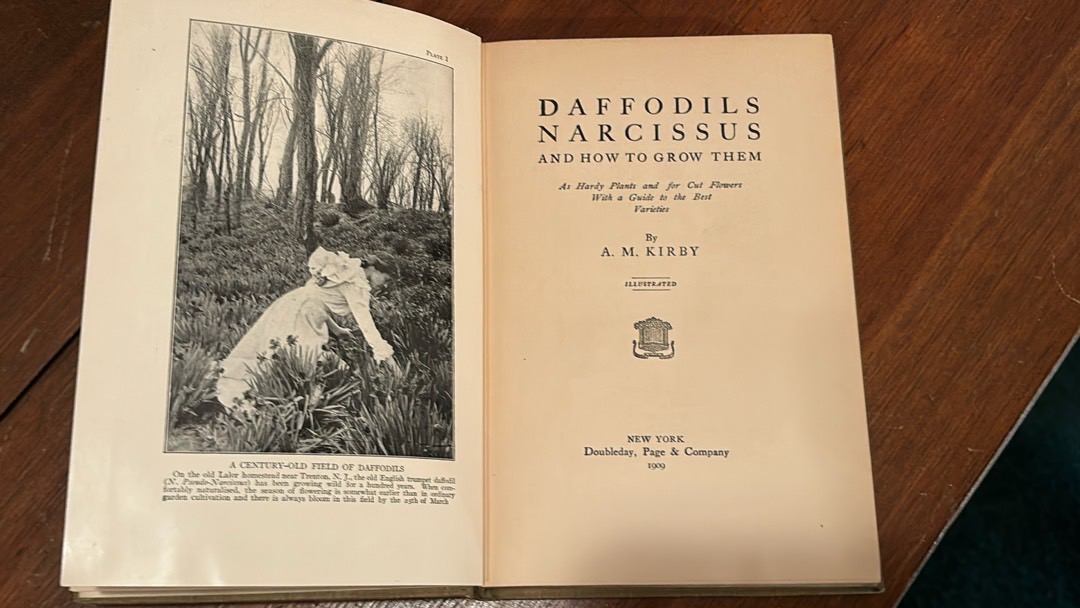 PLATE I
A CENTURY-OLD FIELD OF DAFFODILS
On the old Lalor homestead near Trenton, N. J., the old English trumpet daffodil
(N. Pseudo-Narcissus) has been growing wild for a hundred years. When com-
fortably naturalised, the season of flowering is somewhat earlier than in ordinary
garden cultivation and there is always bloom in this field by the 25th of March
DAFFODILS
NARCISSUS
AND HOW TO GROW THEM
As Hardy Plants and for Cut Flowers
With a Guide to the Best
Varieties
By
A. M. KIRBY
ILLUSTRATED
NEW YORK
Doubleday, Page & Company
1909